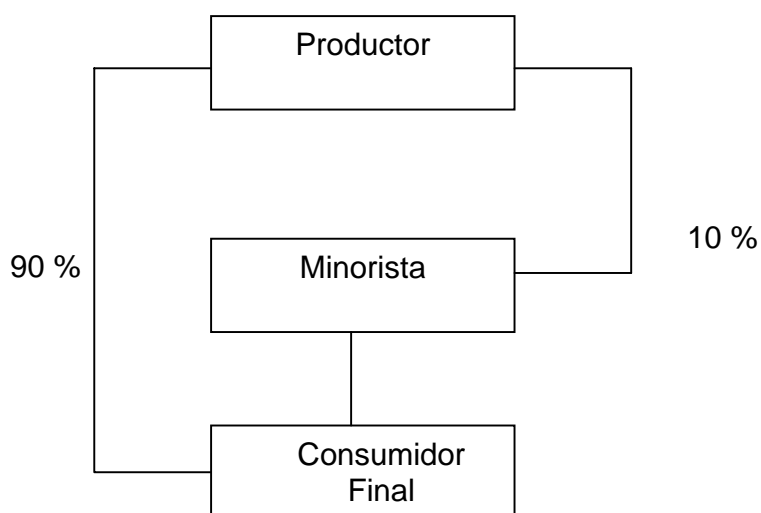 Productor
10 %
90 %
Minorista
Consumidor
Final